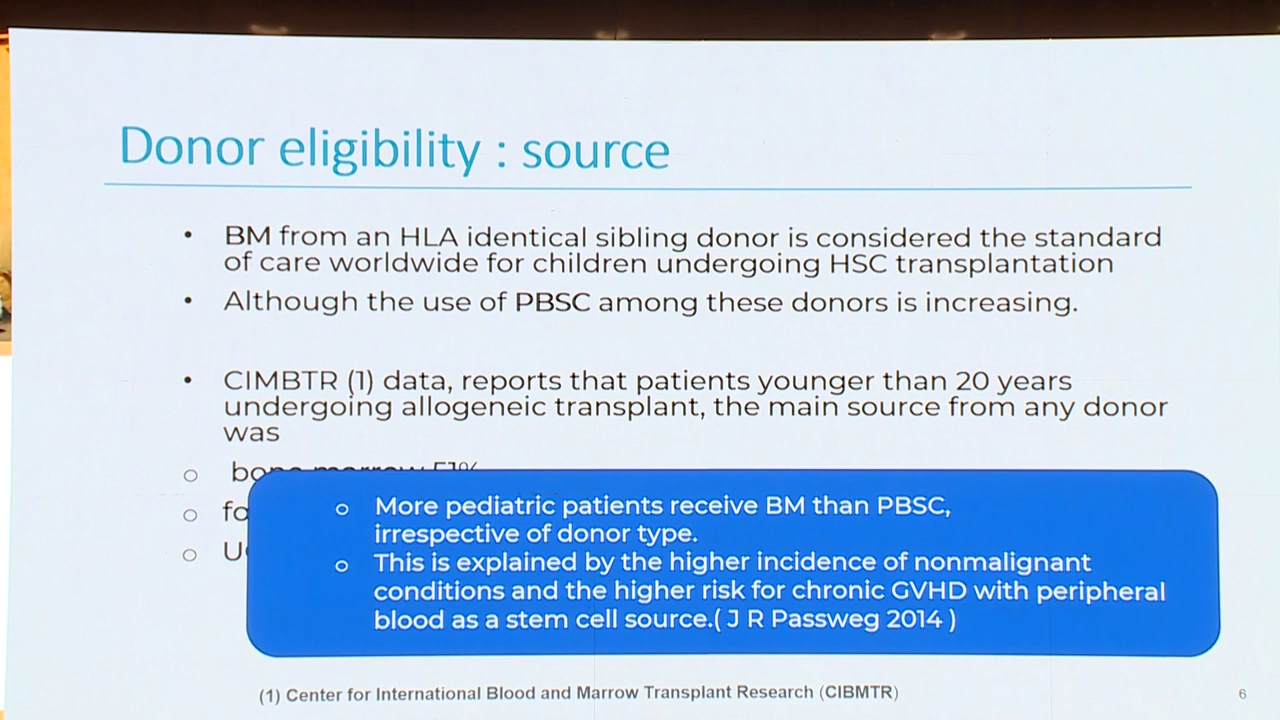 Donor eligibility : source
• BM from an HLA identical sibling donor is considered the standard
of care worldwide for children undergoing HSC transplantation
• Although the use of PBSC among these donors is increasing.
• CIMBTR (1) data, reports that patients younger than 20 years
undergoing allogeneic transplant, the main source from any donor
was
o More pediatric patients receive BM than PBSC,
irrespective of donor type.
o This is explained by the higher incidence of nonmalignant
conditions and the higher risk for chronic GVHD with peripheral
blood as a stem cell source.( J R Passweg 2014 )
(1) Center for International Blood and Marrow Transplant Research (CIBMTR)
6